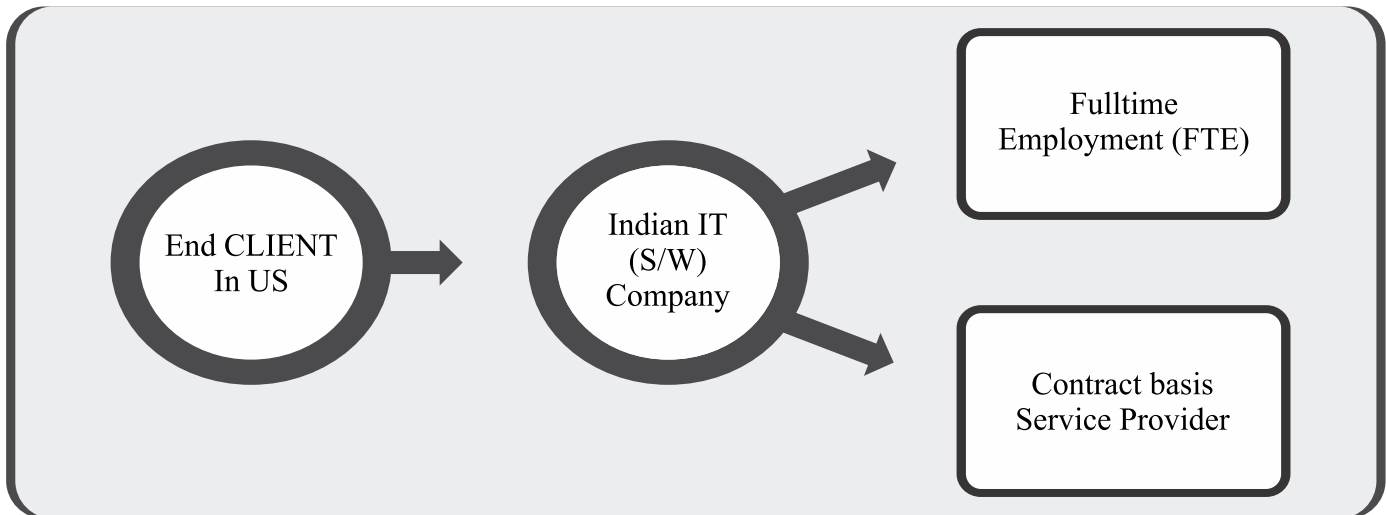 End CLIENT
In US
Indian IT
(S/W)
Company
Fulltime
Employment (FTE)
Contract basis
Service Provider